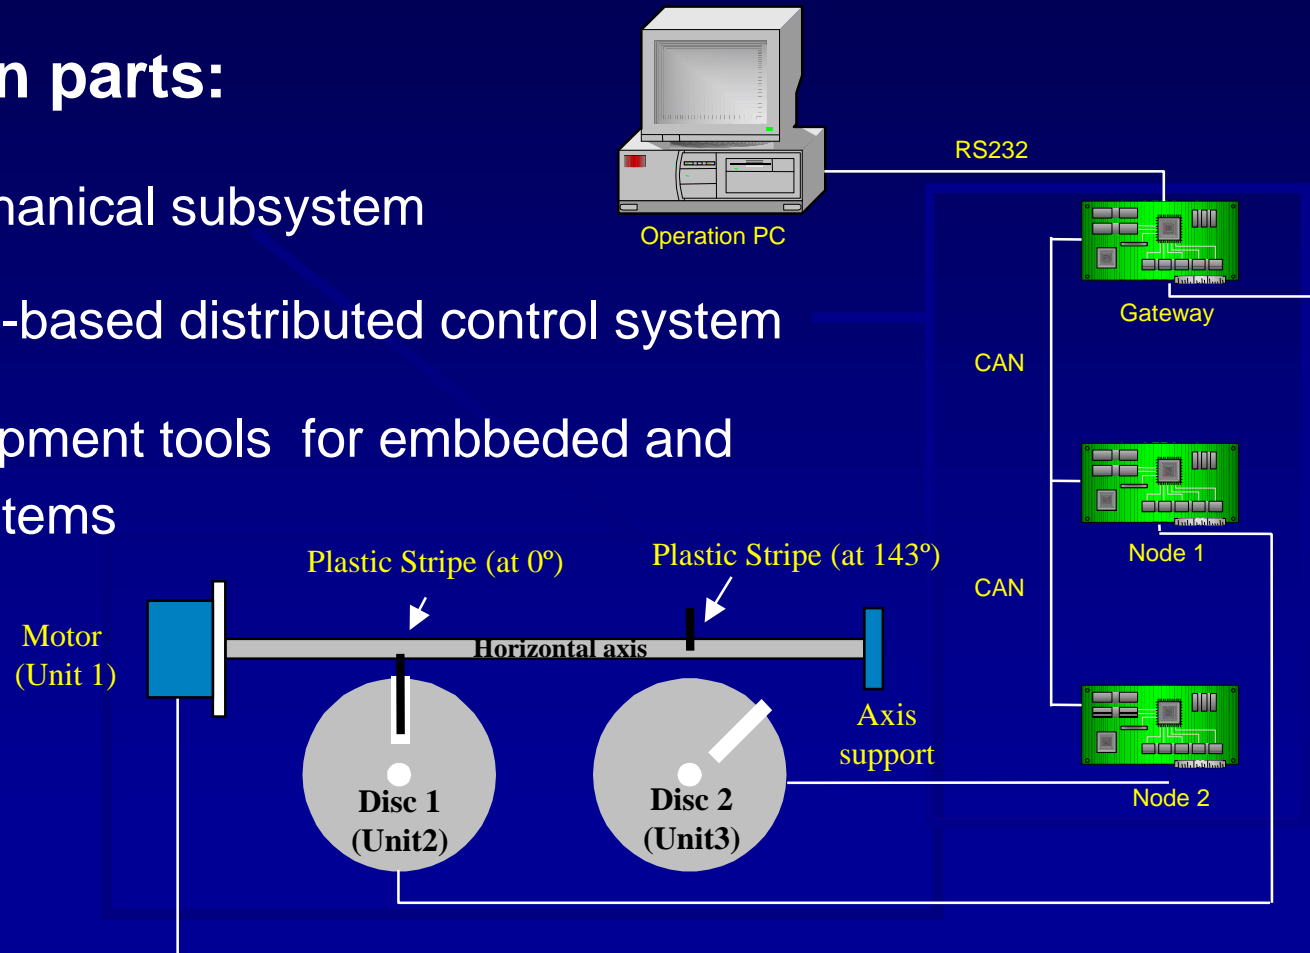 n parts:
hanical subsystem
-based distributed control system
pment tools for embbeded and
tems
Operation PC
RS232
Gateway
CAN
Node 1
CAN
Node 2
Plastic Stripe (at 0º)
Plastic Stripe (at 143º)
Motor
(Unit 1)
Horizontal axis
Axis
support
Disc 1
(Unit2)
Disc 2
(Unit3)